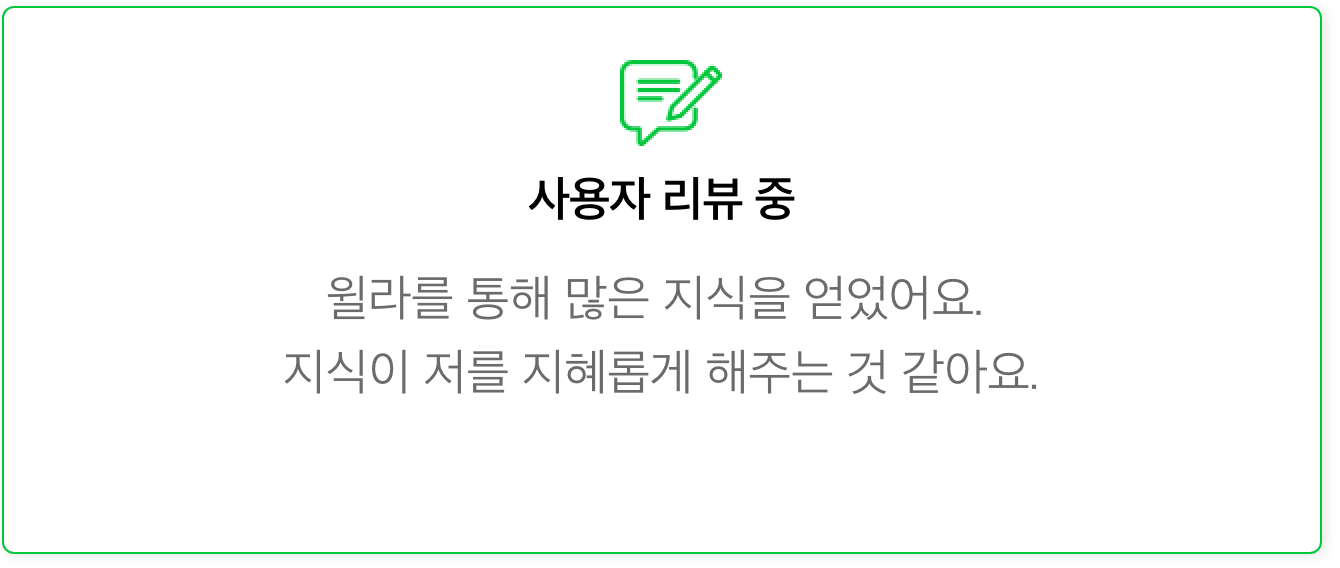 사용자 리뷰 중
윌라를 통해 많은 지식을 얻었어요.
지식이 저를 지혜롭게 해주는 것 같아요.